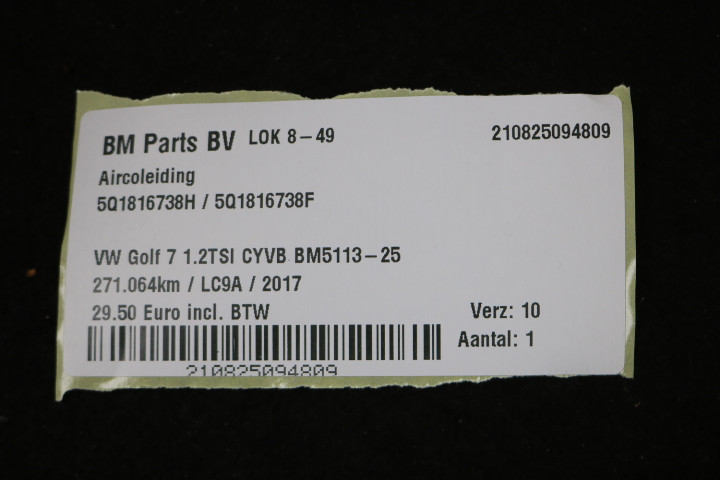 BM Parts BV LOK 8-49 210825094809
Aircoleiding
5Q1816738H / 5Q1816738F
VW Golf 7 1.2TSI CYVB BM5113-25
271.064km / LC9A / 2017
29.50 Euro incl. BTW Verz: 10
Aantal: 1
210825094809